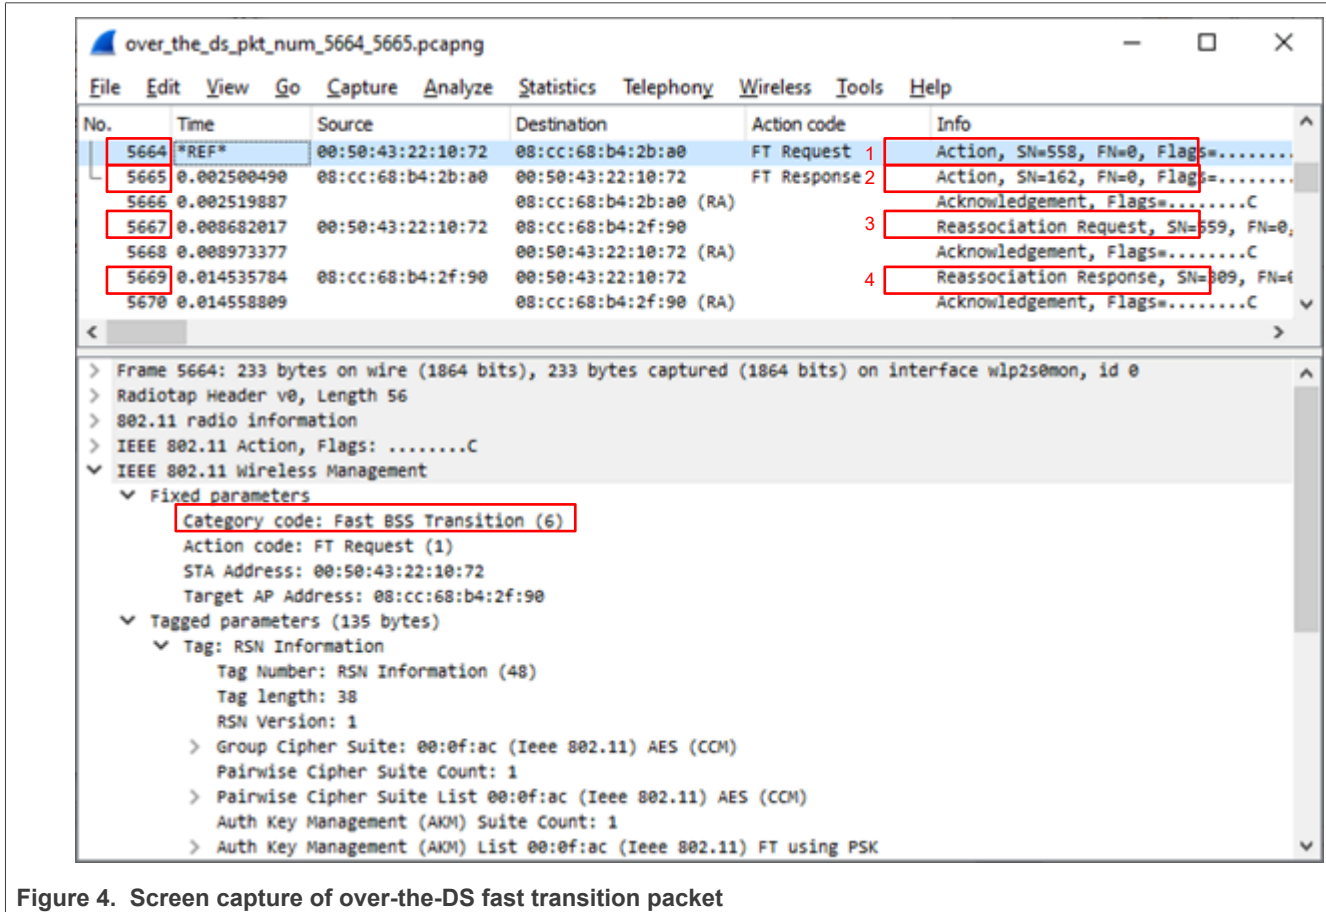 over_the_ds_pkt_num_5664_5665.pcapng
File Edit View Go Capture Analyze Statistics Telephony Wireless Tools Help
No. Time Source Destination Action code Info
5664 *REF* 00:50:43:22:10:72 08:cc:68:b4:2b:a0 FT Request 1 Action, SN=558, FN=0, Flags=........
5665 0.002500490 08:cc:68:b4:2b:a0 00:50:43:22:10:72 FT Response 2 Action, SN=162, FN=0, Flags=........
5666 0.002519887 08:cc:68:b4:2b:a0 (RA) Acknowledgement, Flags=........C
5667 0.008682017 00:50:43:22:10:72 08:cc:68:b4:2f:90 3 Reassociation Request, SN=559, FN=0,
5668 0.008973377 00:50:43:22:10:72 (RA) Acknowledgement, Flags=........C
5669 0.014535784 08:cc:68:b4:2f:90 00:50:43:22:10:72 4 Reassociation Response, SN=809, FN=
5670 0.014558809 08:cc:68:b4:2f:90 (RA) Acknowledgement, Flags=........C
Frame 5664: 233 bytes on wire (1864 bits), 233 bytes captured (1864 bits) on interface wlp2s0mon, id 0
Radiotap Header v0, Length 56
802.11 radio information
IEEE 802.11 Action, Flags: ........C
IEEE 802.11 Wireless Management
Fixed parameters
Category code: Fast BSS Transition (6)
Action code: FT Request (1)
STA Address: 00:50:43:22:10:72
Target AP Address: 08:cc:68:b4:2f:90
Tagged parameters (135 bytes)
Tag: RSN Information
Tag Number: RSN Information (48)
Tag length: 38
RSN Version: 1
Group Cipher Suite: 00:0f:ac (Ieee 802.11) AES (CCM)
Pairwise Cipher Suite Count: 1
Pairwise Cipher Suite List 00:0f:ac (Ieee 802.11) AES (CCM)
Auth Key Management (AKM) Suite Count: 1
Auth Key Management (AKM) List 00:0f:ac (Ieee 802.11) FT using PSK
Figure 4. Screen capture of over-the-DS fast transition packet